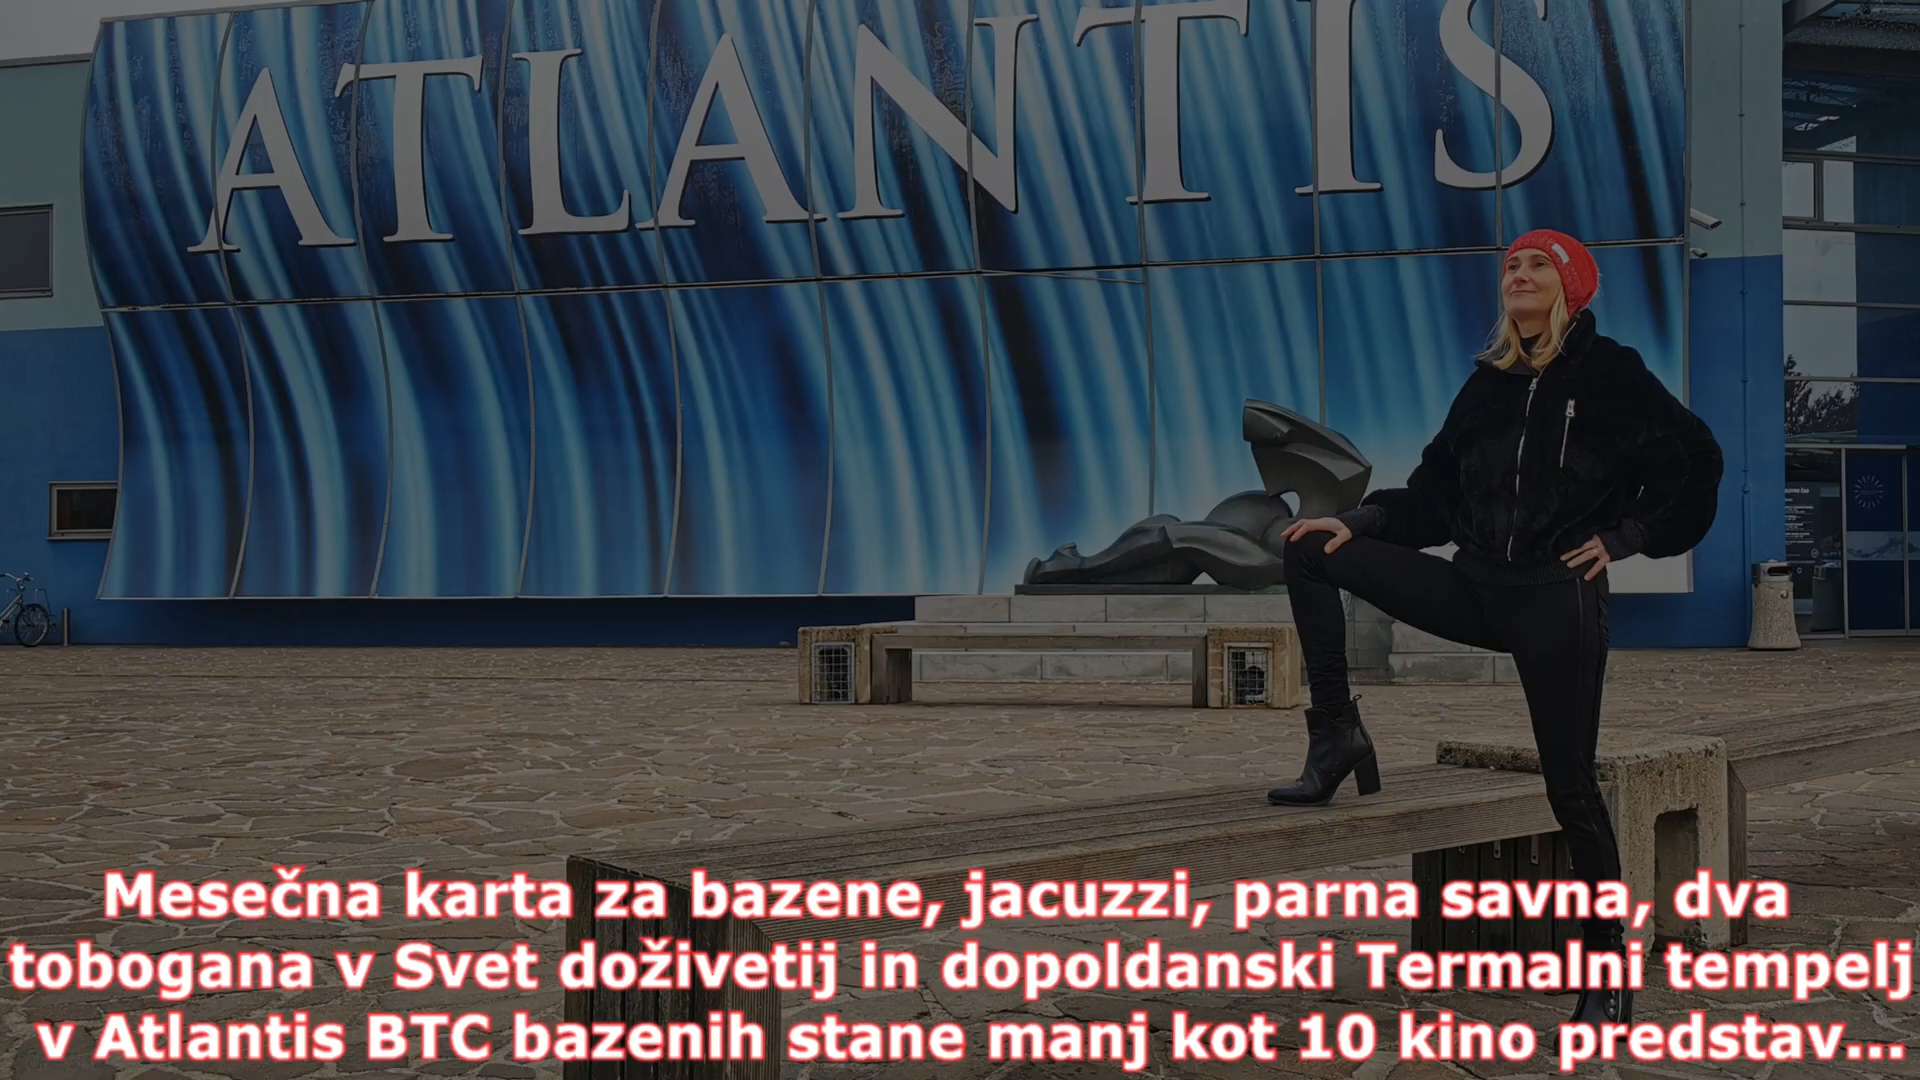 ATLANTIS
Mesečna karta za bazene, jacuzzi, parna savna, dva
tobogana v Svet doživetij in dopoldanski Termalni tempelj
v Atlantis BTC bazenih stane manj kot 10 kino predstav...